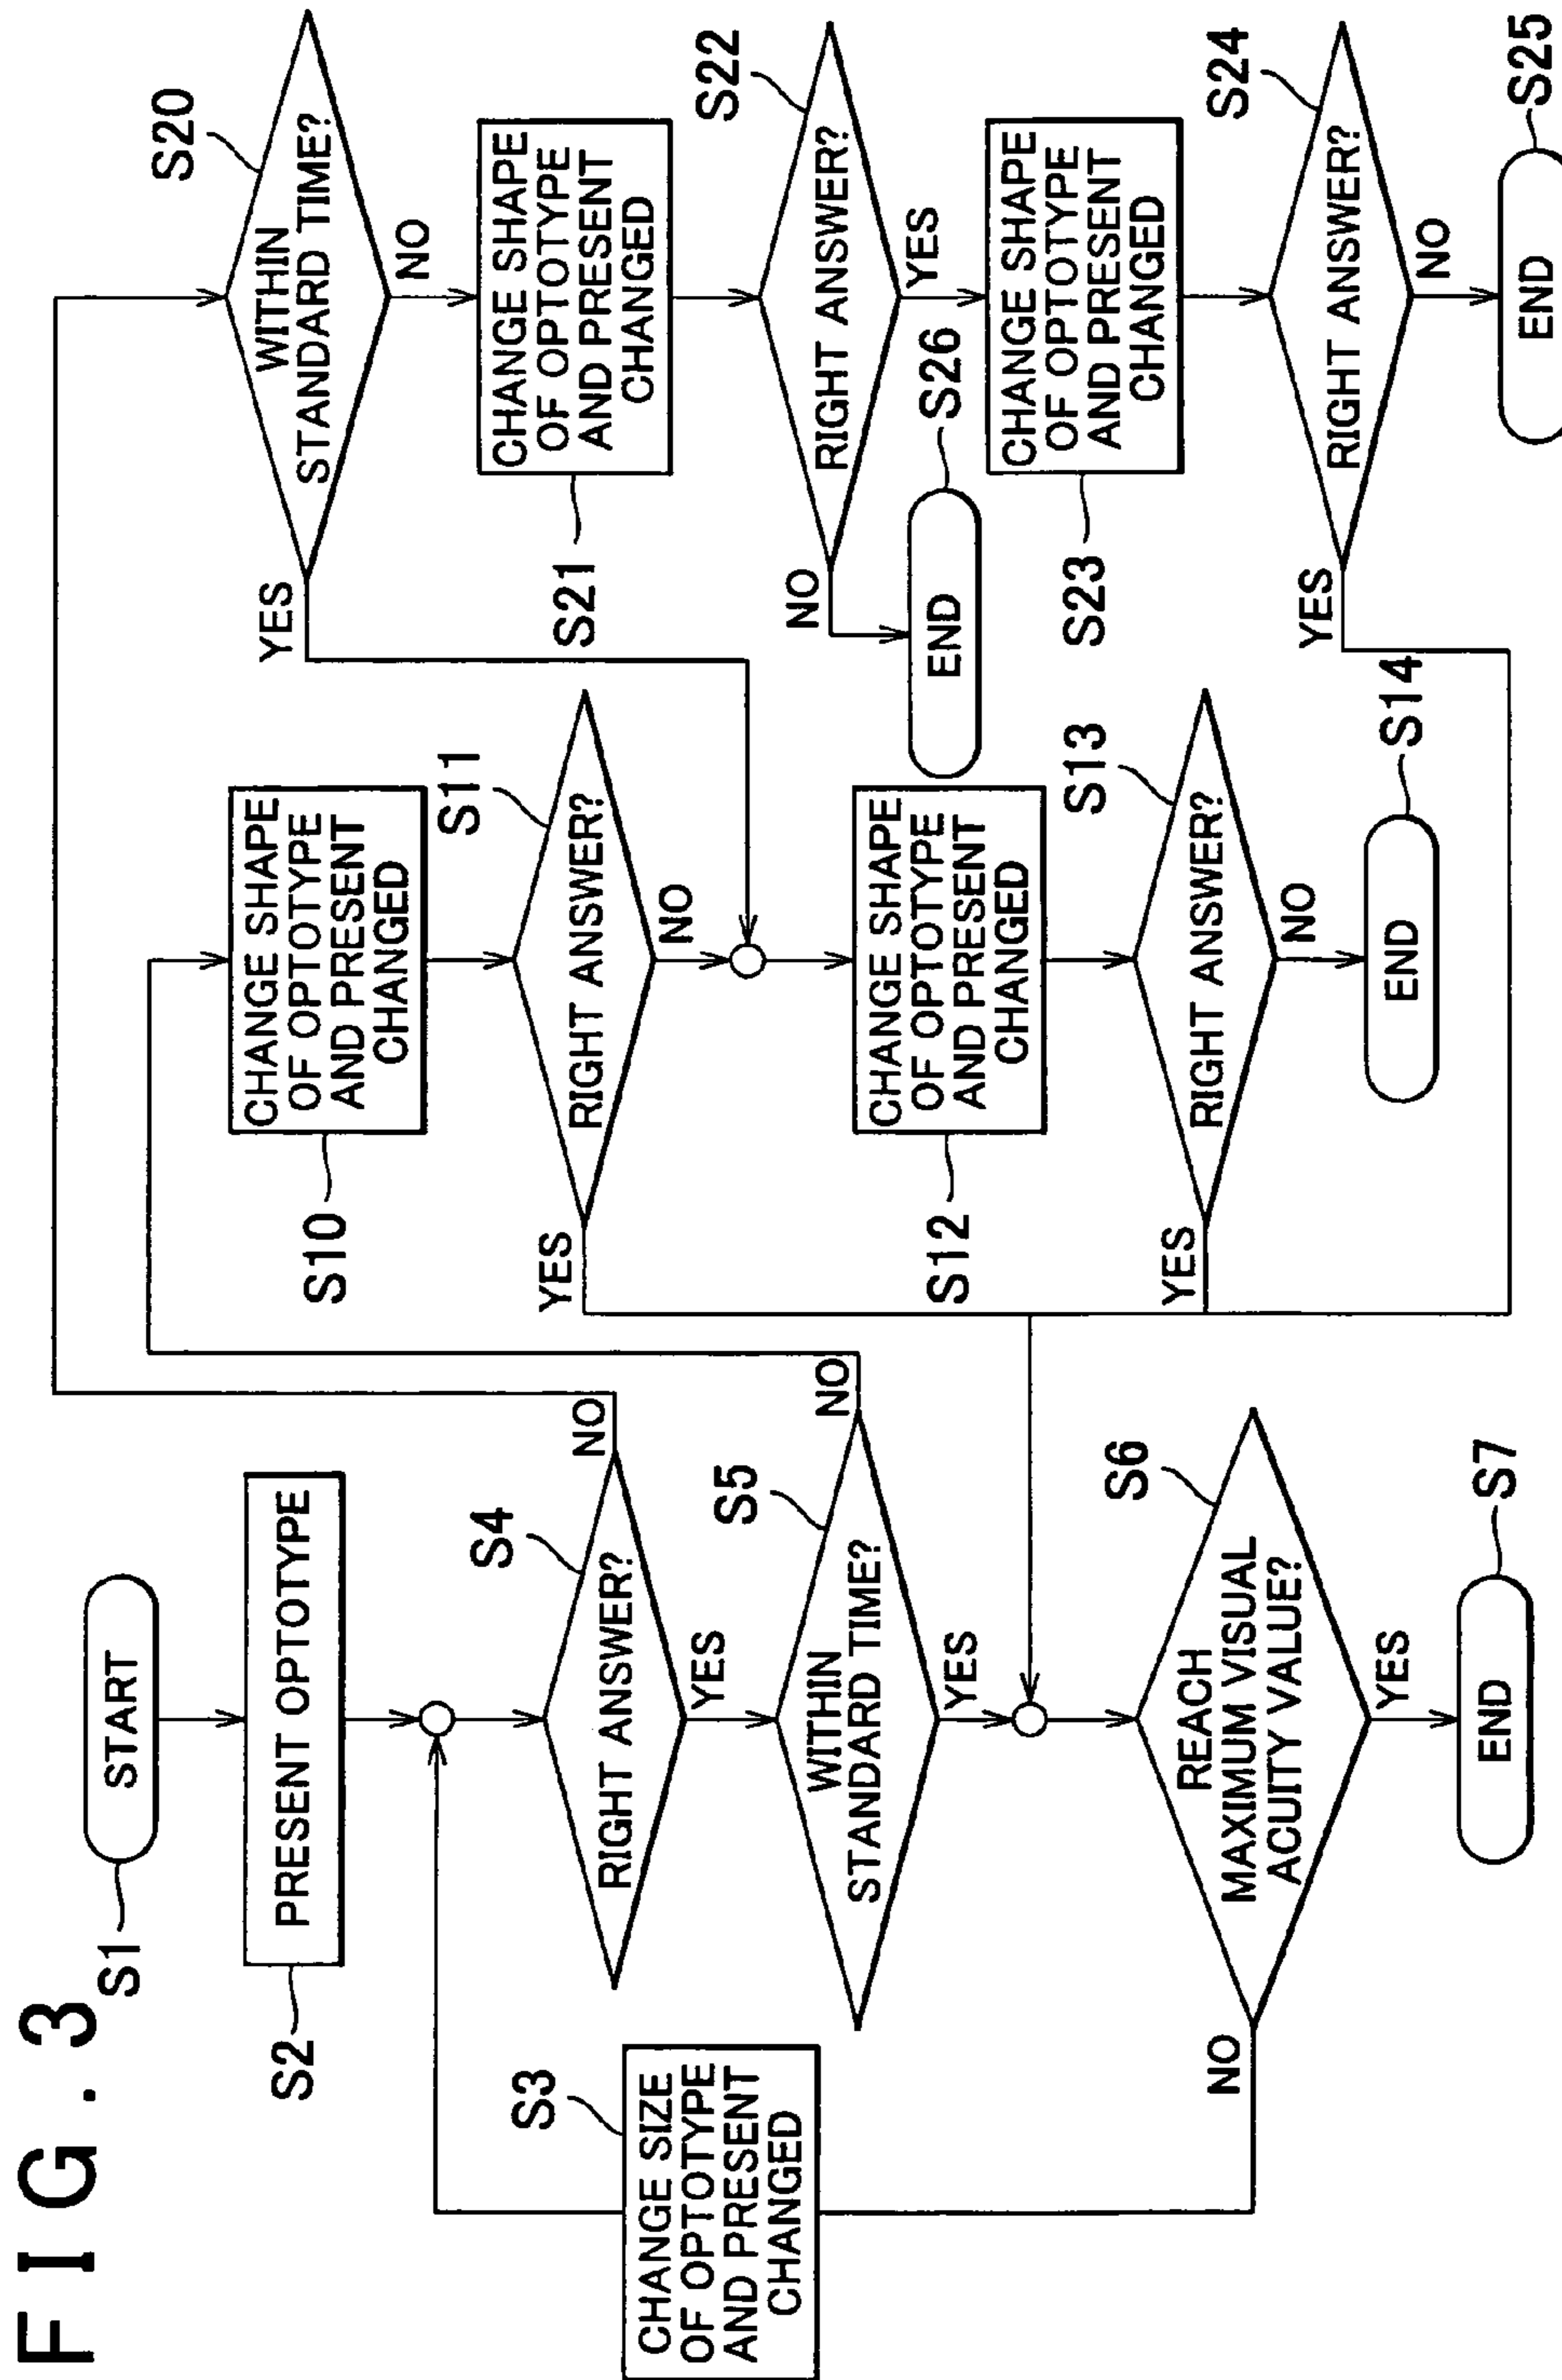 FIG. 3
S1
START
S2
PRESENT OPTOTYPE
S3
CHANGE SIZE
OF OPTOTYPE
AND PRESENT
CHANGED
S4
RIGHT ANSWER?
NO
YES
S5
WITHIN
STANDARD TIME?
NO
YES
S6
REACH
MAXIMUM VISUAL
ACUITY VALUE?
NO
YES
S7
END
S10
CHANGE SHAPE
OF OPTOTYPE
AND PRESENT
CHANGED
S11
RIGHT ANSWER?
YES
NO
S12
CHANGE SHAPE
OF OPTOTYPE
AND PRESENT
CHANGED
S13
RIGHT ANSWER?
YES
NO
S14
END
S20
WITHIN
STANDARD TIME?
YES
NO
S21
CHANGE SHAPE
OF OPTOTYPE
AND PRESENT
CHANGED
S22
RIGHT ANSWER?
NO
YES
S26
END
S23
CHANGE SHAPE
OF OPTOTYPE
AND PRESENT
CHANGED
S24
RIGHT ANSWER?
YES
NO
S25
END